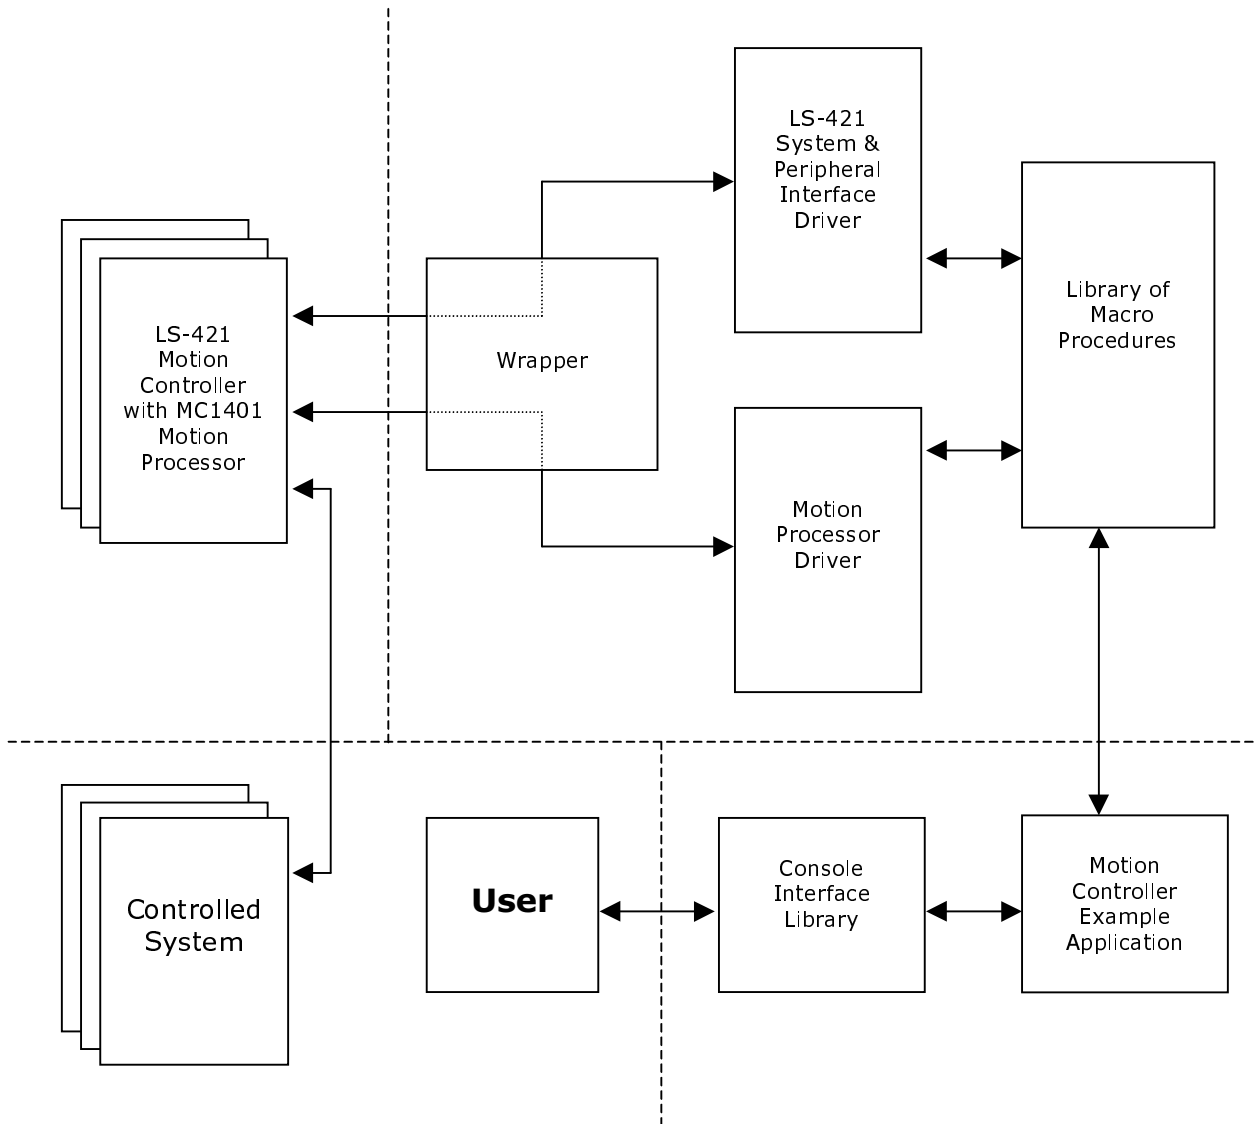 LS-421
System &
Peripheral
Interface
Driver
Library of
Macro
Procedures
LS-421
Motion
Controller
with MC1401
Motion
Processor
Wrapper
Motion
Processor
Driver
Controlled
System
User
Console
Interface
Library
Motion
Controller
Example
Application